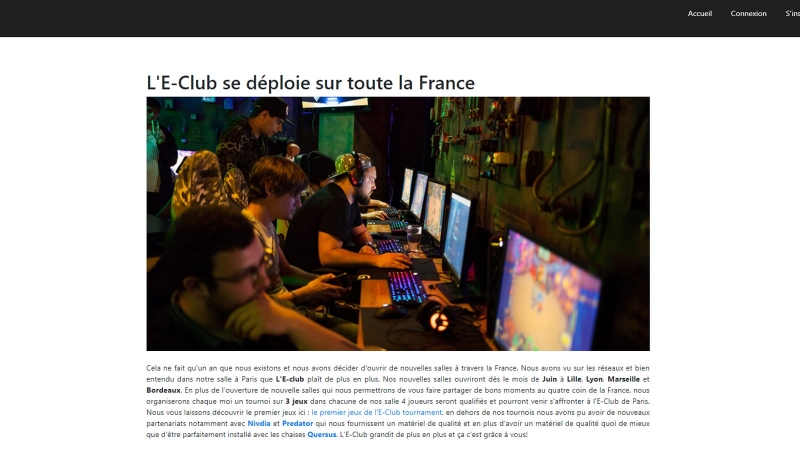 Accueil Connexion S'ins
L'E-Club se déploie sur toute la France
Cela ne fait qu'un an que nous existons et nous avons décider d'ouvrir de nouvelles salles à travers la France. Nous avons vu sur les réseaux et bien
entendu dans notre salle à Paris que L'E-club plaît de plus en plus. Nos nouvelles salles ouvriront dès le mois de Juin à Lille, Lyon, Marseille et
Bordeaux. En plus de l'ouverture de nouvelle salles qui nous permettrons de vous faire partager de bons moments au quatre coin de la France, nous
organiserons chaque moi un tournoi sur 3 jeux dans chacune de nos salle 4 joueurs seront qualifiés et pourront venir s'affronter à l'E-Club de Paris.
Nous vous laissons découvrir le premier jeux ici : le premier jeux de l'E-Club tournament, en dehors de nos tournois nous avons pu avoir de nouveaux
partenariats notamment avec Nivdia et Predator qui nous fournissent un matériel de qualité et en plus d'avoir un matériel de qualité quoi de mieux
que d'être parfaitement installé avec les chaises Quersus. L'E-Club grandit de plus en plus et ça c'est grâce à vous!